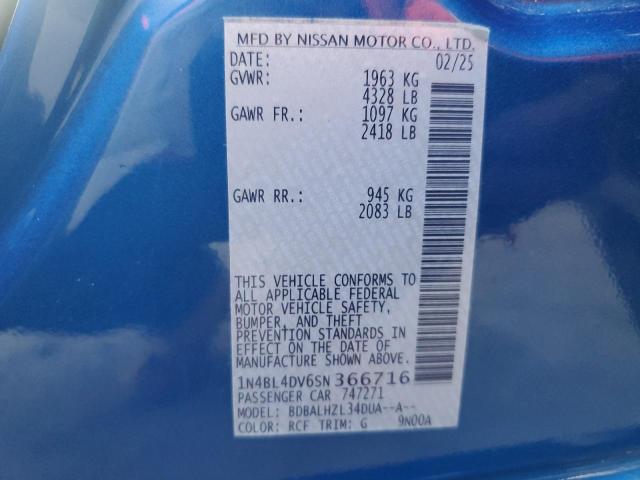 MFD BY NISSAN MOTOR CO., LTD.
DATE: 02/25
GVWR: 1963 KG
4328 LB
GAWR FR.: 1097 KG
2418 LB
GAWR RR.: 945 KG
2083 LB
THIS VEHICLE CONFORMS TO
ALL APPLICABLE FEDERAL
MOTOR VEHICLE SAFETY,
BUMPER, AND THEFT
PREVENTION STANDARDS IN
EFFECT ON THE DATE OF
MANUFACTURE SHOWN ABOVE.
1N4BL4DV6SN 366716
PASSENGER CAR 747271
MODEL: BDBALHZL34DUA--A--
COLOR: RCF TRIM: G 9N00A